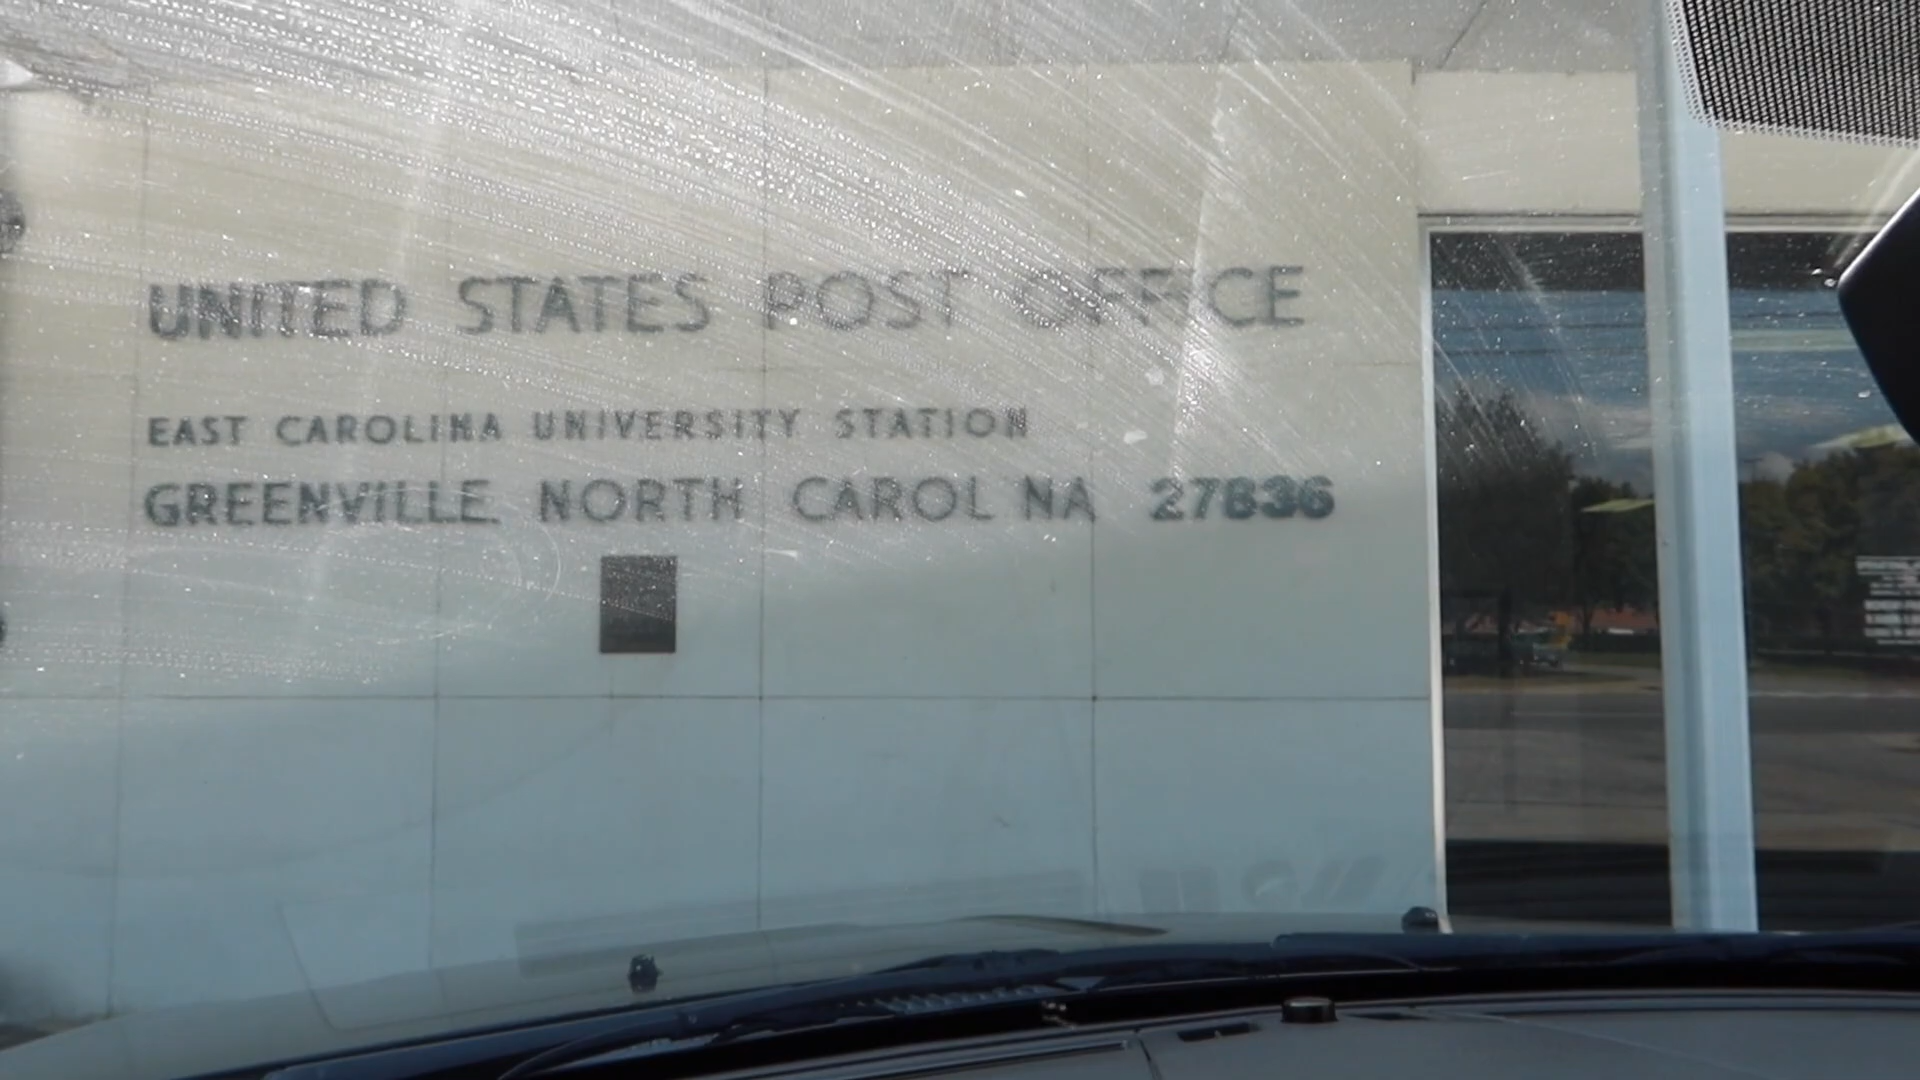 UNITED STATES POST OFFICE
EAST CAROLINA UNIVERSITY STATION
GREENVILLE, NORTH CAROL NA 27836